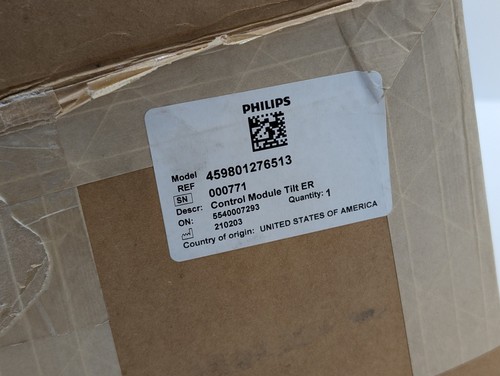 PHILIPS
Model 459801276513
REF
SN 000771
Descr: Control Module Tilt ER
ON: 5540007293 Quantity: 1
210203
Country of origin: UNITED STATES OF AMERICA